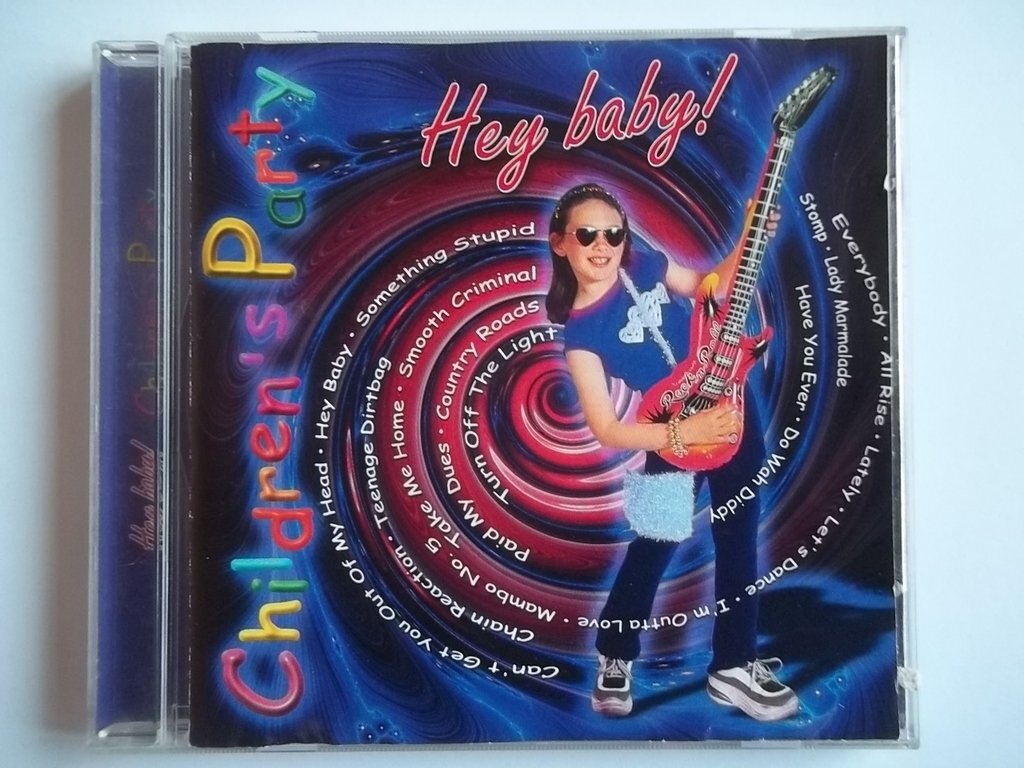 Children's Party
Hey baby!
Can't Get You Out Of My Head · Hey Baby · Something Stupid
Chain Reaction · Teenage Dirtbag
Everybody · All Rise · Lately · Let's Dance · I'm Outta Love · Mambo No. 5 · Take Me Home · Smooth Criminal
Paid My Dues · Country Roads
Turn Off The Light
Stomp · Lady Marmalade
Have You Ever · Do Wah Diddy
Rock n Roll